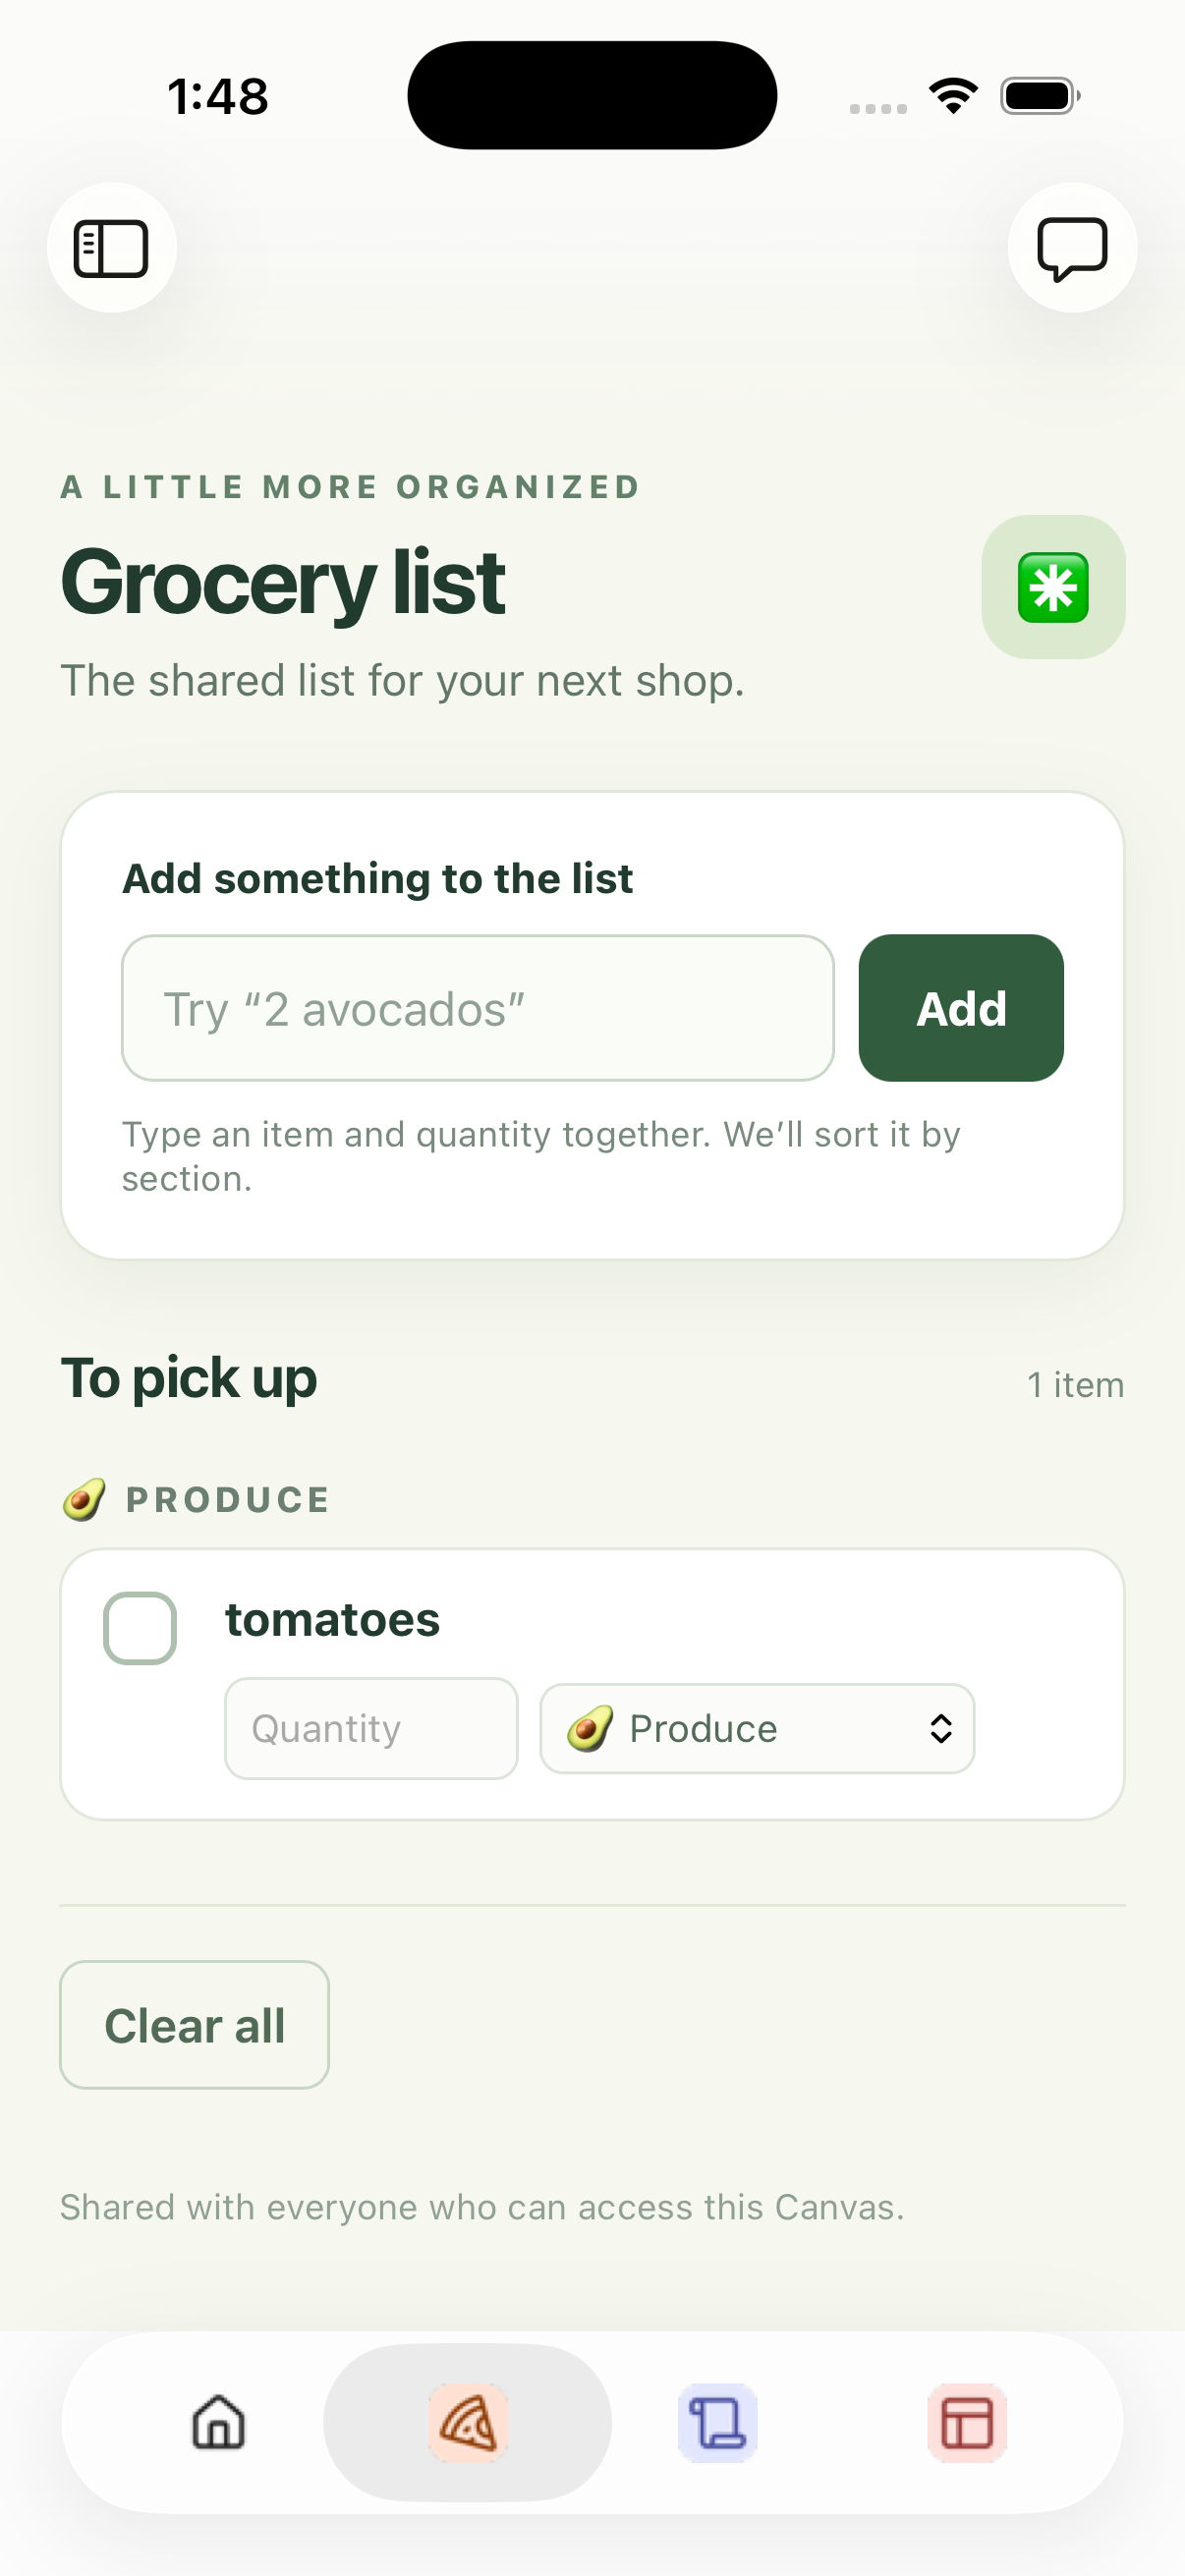 1:48
A LITTLE MORE ORGANIZED
Grocery list
The shared list for your next shop.
Add something to the list
Try “2 avocados”
Add
Type an item and quantity together. We’ll sort it by
section.
To pick up
1 item
🥑 PRODUCE
tomatoes
Quantity
🥑 Produce
Clear all
Shared with everyone who can access this Canvas.